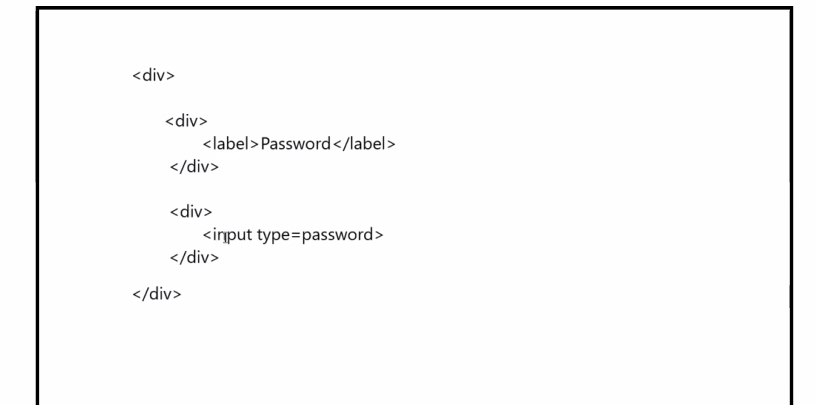 <div>
<div>
<label>Password</label>
</div>
<div>
<input type=password>
</div>
</div>